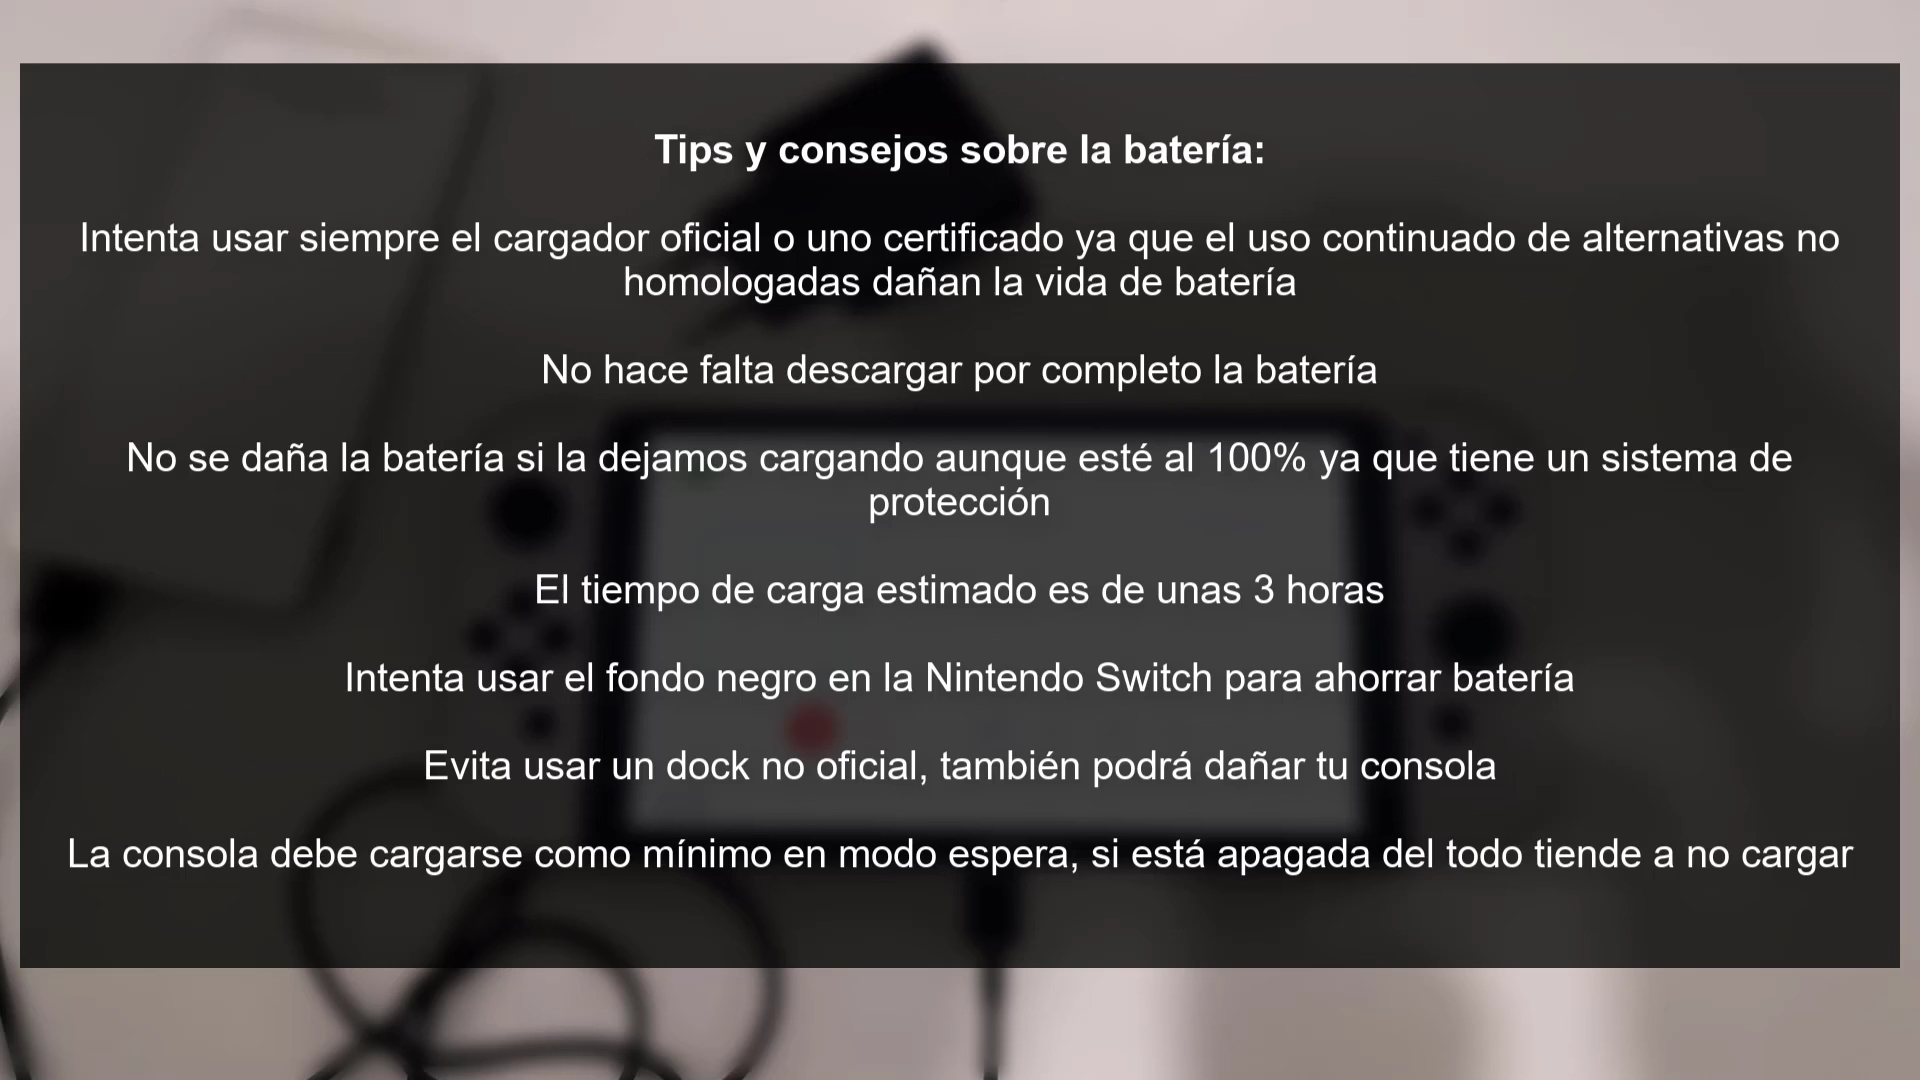 Tips y consejos sobre la batería:
Intenta usar siempre el cargador oficial o uno certificado ya que el uso continuado de alternativas no
homologadas dañan la vida de batería
No hace falta descargar por completo la batería
No se daña la batería si la dejamos cargando aunque esté al 100% ya que tiene un sistema de
protección
El tiempo de carga estimado es de unas 3 horas
Intenta usar el fondo negro en la Nintendo Switch para ahorrar batería
Evita usar un dock no oficial, también podrá dañar tu consola
La consola debe cargarse como mínimo en modo espera, si está apagada del todo tiende a no cargar